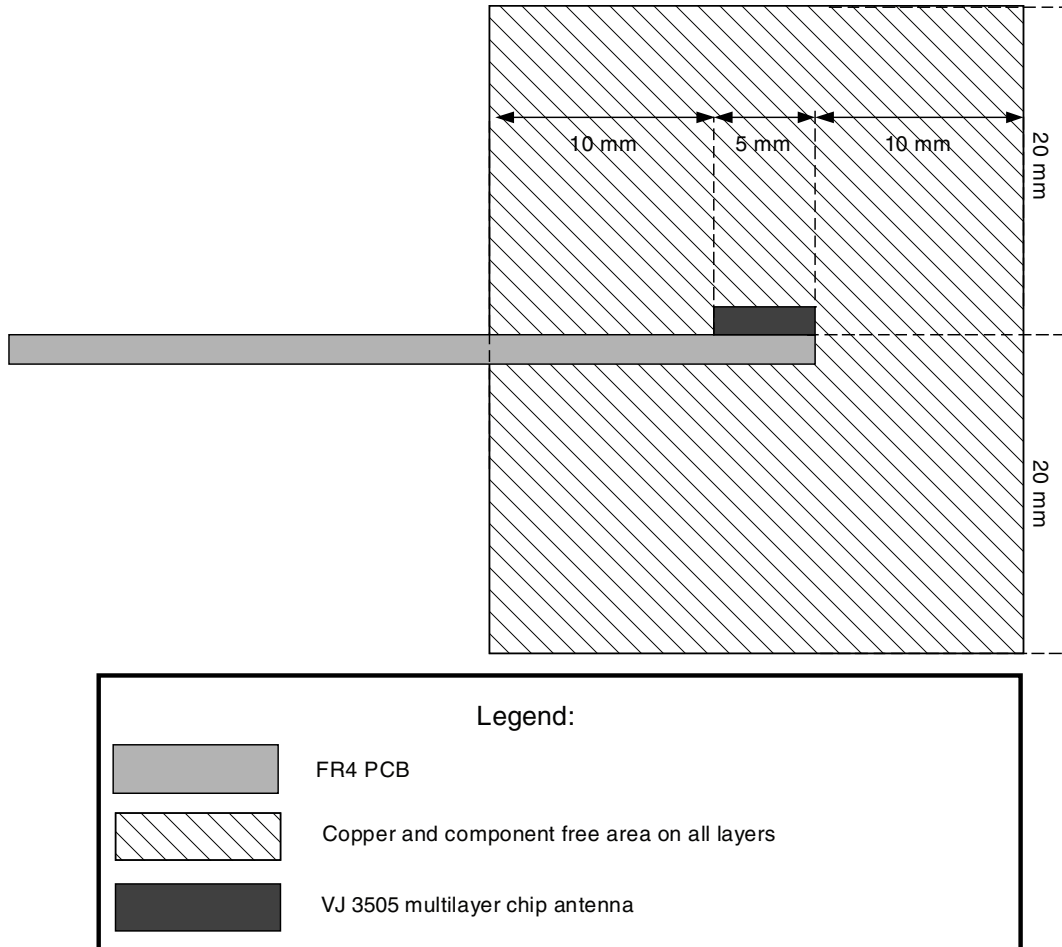 10 mm
5 mm
10 mm
20 mm
20 mm
Legend:
FR4 PCB
Copper and component free area on all layers
VJ 3505 multilayer chip antenna